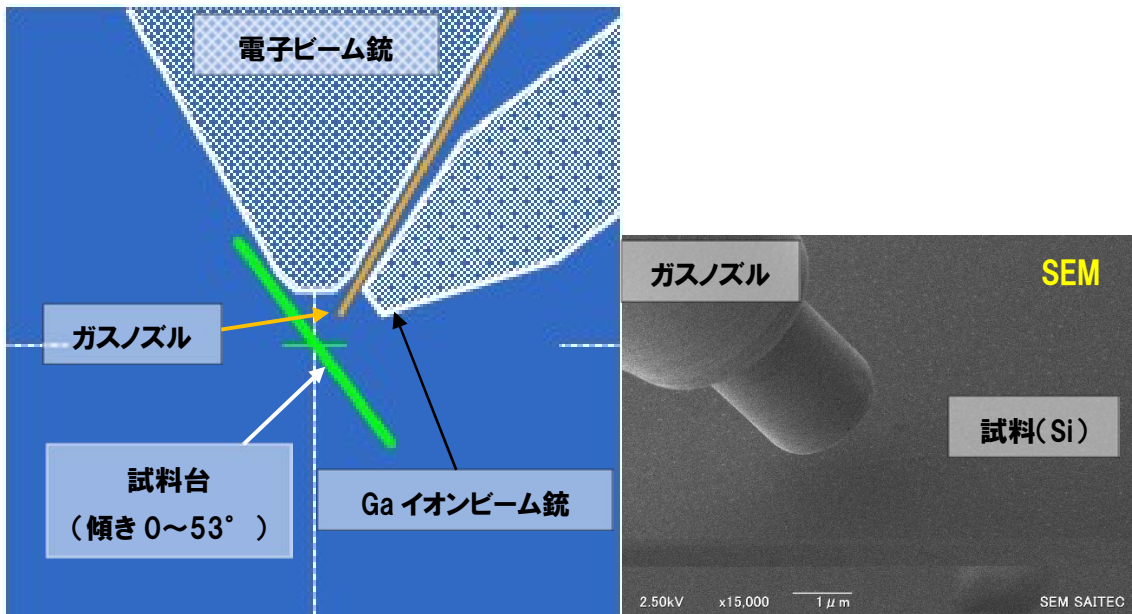 電子ビーム銃
ガスノズル
試料台
（傾き0～53°）
Gaイオンビーム銃
ガスノズル
SEM
試料（Si）
2.50kV x15,000 1μm SEM SAITEC